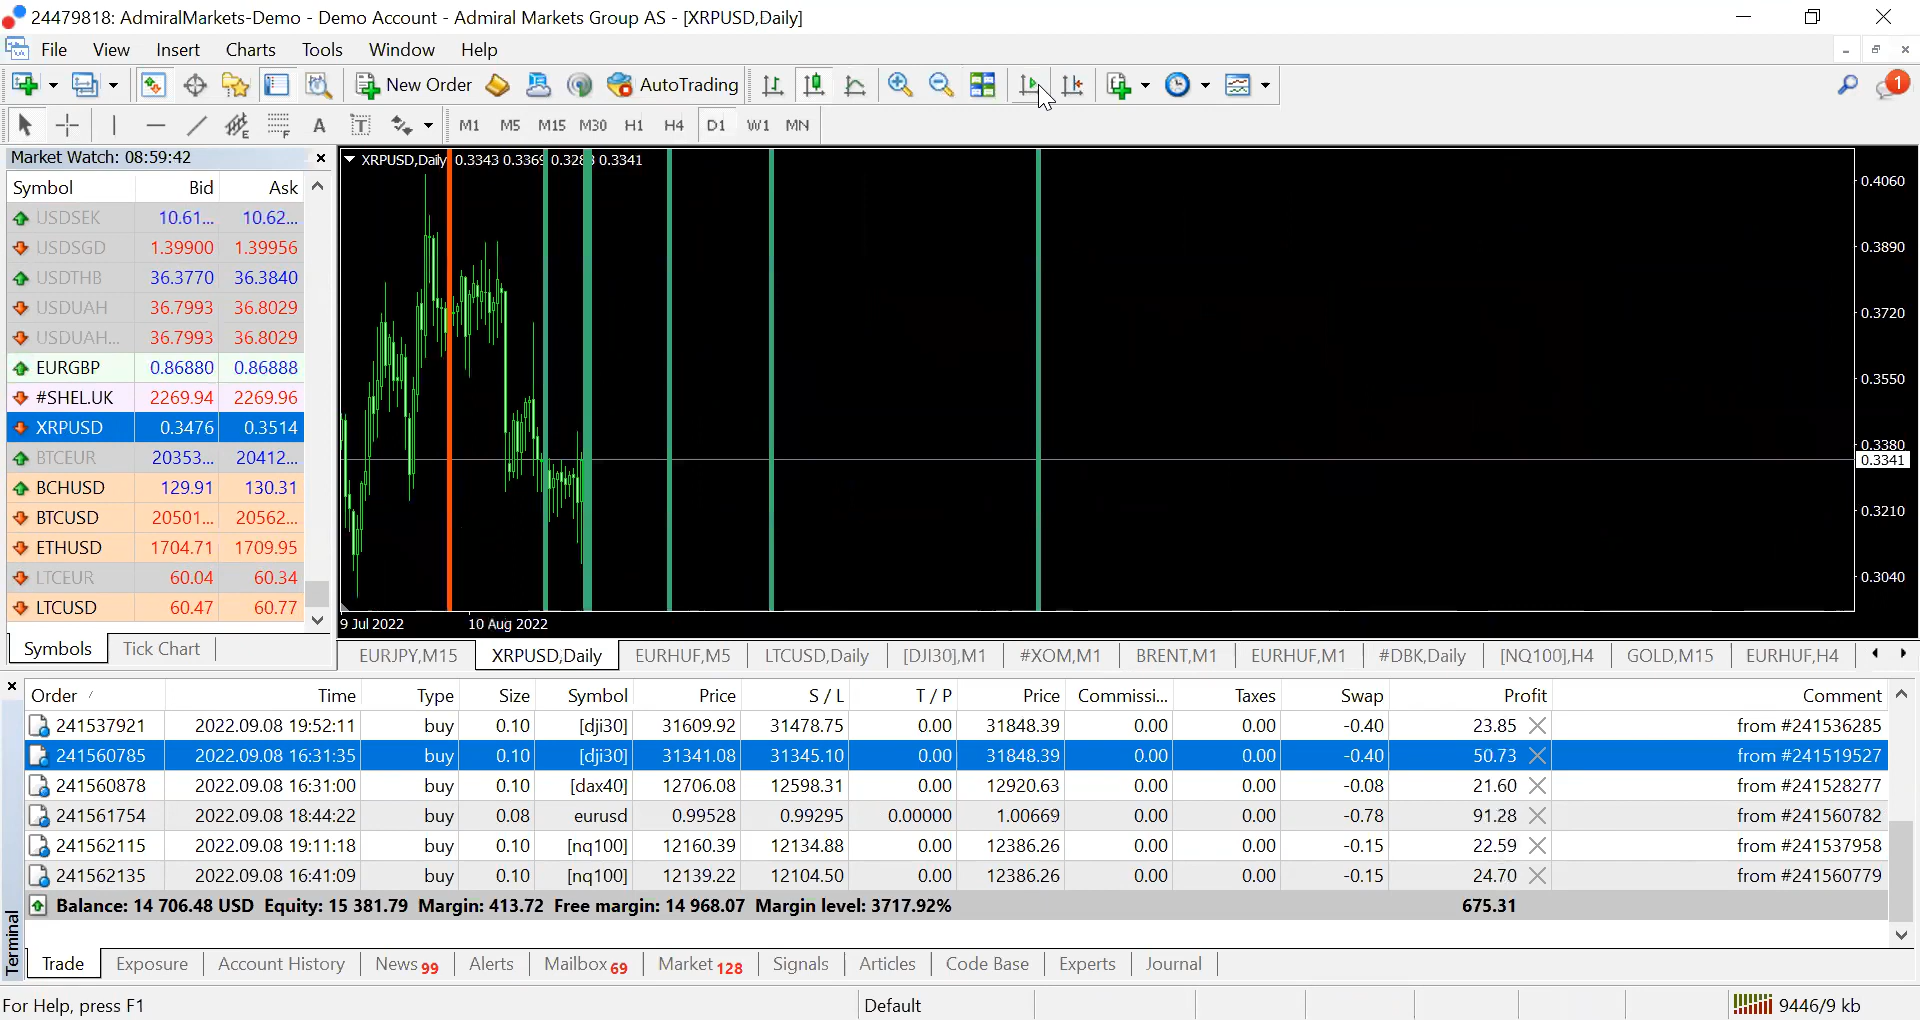 24479818: AdmiralMarkets-Demo - Demo Account - Admiral Markets Group AS - [XRPUSD,Daily]
File View Insert Charts Tools Window Help
New Order AutoTrading 1
A T M1 M5 M15 M30 H1 H4 D1 W1 MN
Market Watch: 08:59:42
Symbol Bid Ask
USDSEK 10.61... 10.62...
USDSGD 1.39900 1.39956
USDTHB 36.3770 36.3840
USDUAH 36.7993 36.8029
USDUAH... 36.7993 36.8029
EURGBP 0.86880 0.86888
#SHEL.UK 2269.94 2269.96
XRPUSD 0.3476 0.3514
BTCEUR 20353... 20412...
BCHUSD 129.91 130.31
BTCUSD 20501... 20562...
ETHUSD 1704.71 1709.95
LTCEUR 60.04 60.34
LTCUSD 60.47 60.77
Symbols Tick Chart
XRPUSD,Daily 0.3343 0.3369 0.3341
0.4060
0.3890
0.3720
0.3550
0.3380
0.3341
0.3210
0.3040
9 Jul 2022 10 Aug 2022
EURJPY,M15 XRPUSD,Daily EURHUF,M5 LTCUSD,Daily [DJI30],M1 #XOM,M1 BRENT,M1 EURHUF,M1 #DBK,Daily [NQ100],H4 GOLD,M15 EURHUF,H4
Order Time Type Size Symbol Price S / L T / P Price Commissi... Taxes Swap Profit Comment
241537921 2022.09.08 19:52:11 buy 0.10 [dji30] 31609.92 31478.75 0.00 31848.39 0.00 0.00 -0.40 23.85 from #241536285
241560785 2022.09.08 16:31:35 buy 0.10 [dji30] 31341.08 31345.10 0.00 31848.39 0.00 0.00 -0.40 50.73 from #241519527
241560878 2022.09.08 16:31:00 buy 0.10 [dax40] 12706.08 12598.31 0.00 12920.63 0.00 0.00 -0.08 21.60 from #241528277
241561754 2022.09.08 18:44:22 buy 0.08 eurusd 0.99528 0.99295 0.00000 1.00669 0.00 0.00 -0.78 91.28 from #241560782
241562115 2022.09.08 19:11:18 buy 0.10 [nq100] 12160.39 12134.88 0.00 12386.26 0.00 0.00 -0.15 22.59 from #241537958
241562135 2022.09.08 16:41:09 buy 0.10 [nq100] 12139.22 12104.50 0.00 12386.26 0.00 0.00 -0.15 24.70 from #241560779
Balance: 14 706.48 USD Equity: 15 381.79 Margin: 413.72 Free margin: 14 968.07 Margin level: 3717.92% 675.31
Terminal
Trade Exposure Account History News 99 Alerts Mailbox 69 Market 128 Signals Articles Code Base Experts Journal
For Help, press F1 Default 9446/9 kb